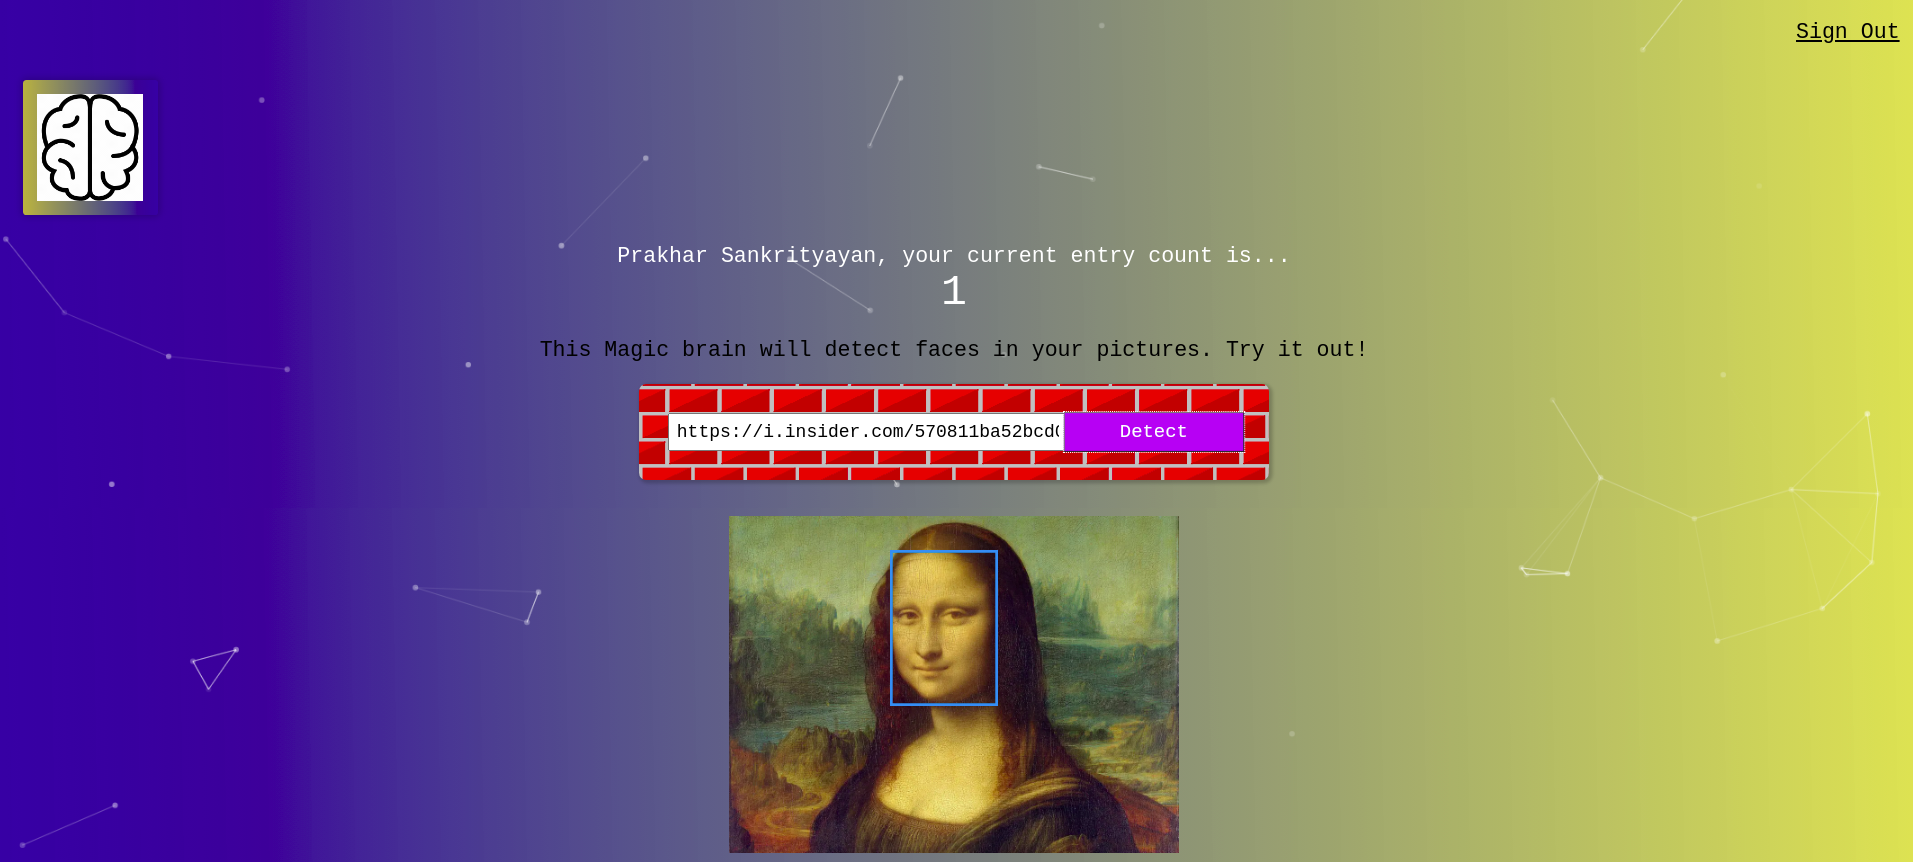 Sign Out
Prakhar Sankrityayan, your current entry count is...
1
This Magic brain will detect faces in your pictures. Try it out!
https://i.insider.com/570811ba52bcd0
Detect